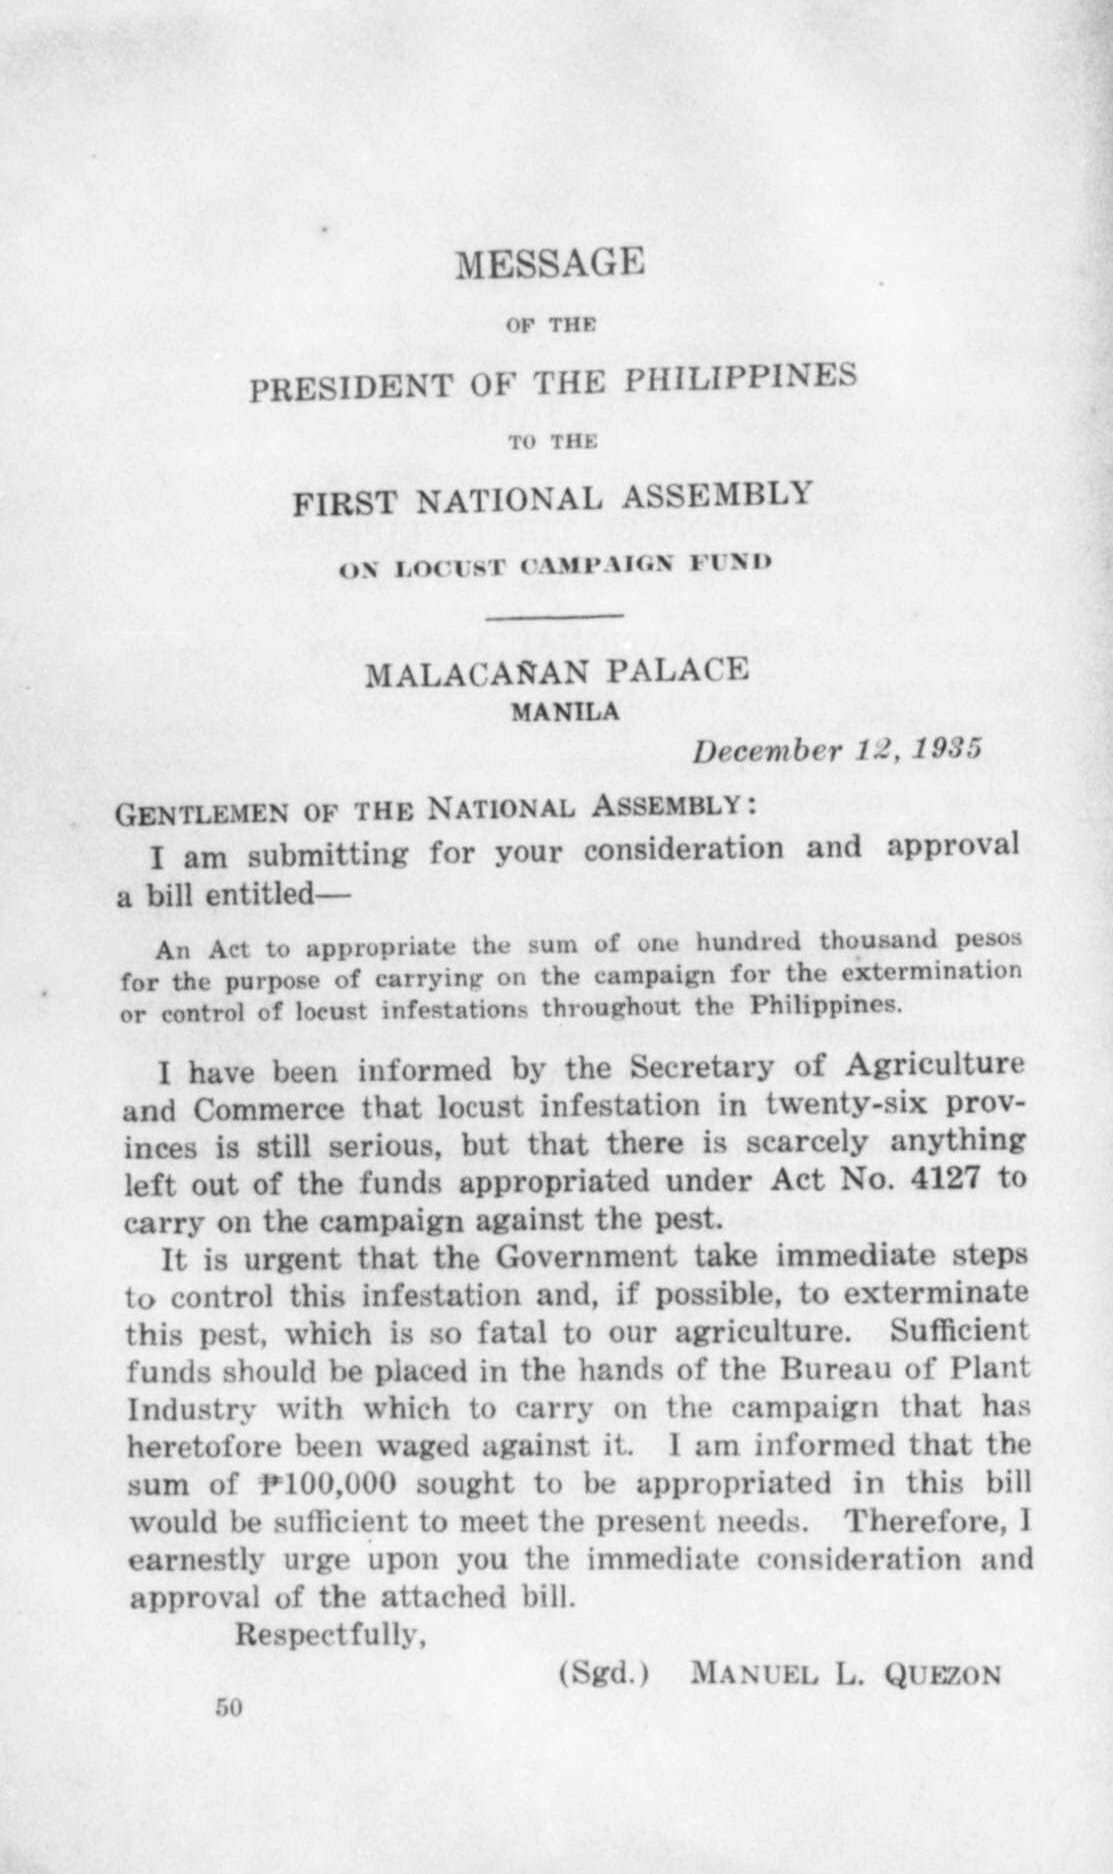 MESSAGE
OF THE
PRESIDENT OF THE PHILIPPINES
TO THE
FIRST NATIONAL ASSEMBLY
ON LOCUST CAMPAIGN FUND
MALACAÑAN PALACE
MANILA
December 12, 1935
GENTLEMEN OF THE NATIONAL ASSEMBLY:
I am submitting for your consideration and approval
a bill entitled—
An Act to appropriate the sum of one hundred thousand pesos
for the purpose of carrying on the campaign for the extermination
or control of locust infestations throughout the Philippines.
I have been informed by the Secretary of Agriculture
and Commerce that locust infestation in twenty-six prov-
inces is still serious, but that there is scarcely anything
left out of the funds appropriated under Act No. 4127 to
carry on the campaign against the pest.
It is urgent that the Government take immediate steps
to control this infestation and, if possible, to exterminate
this pest, which is so fatal to our agriculture. Sufficient
funds should be placed in the hands of the Bureau of Plant
Industry with which to carry on the campaign that has
heretofore been waged against it. I am informed that the
sum of ₱100,000 sought to be appropriated in this bill
would be sufficient to meet the present needs. Therefore, I
earnestly urge upon you the immediate consideration and
approval of the attached bill.
Respectfully,
(Sgd.) MANUEL L. QUEZON
50